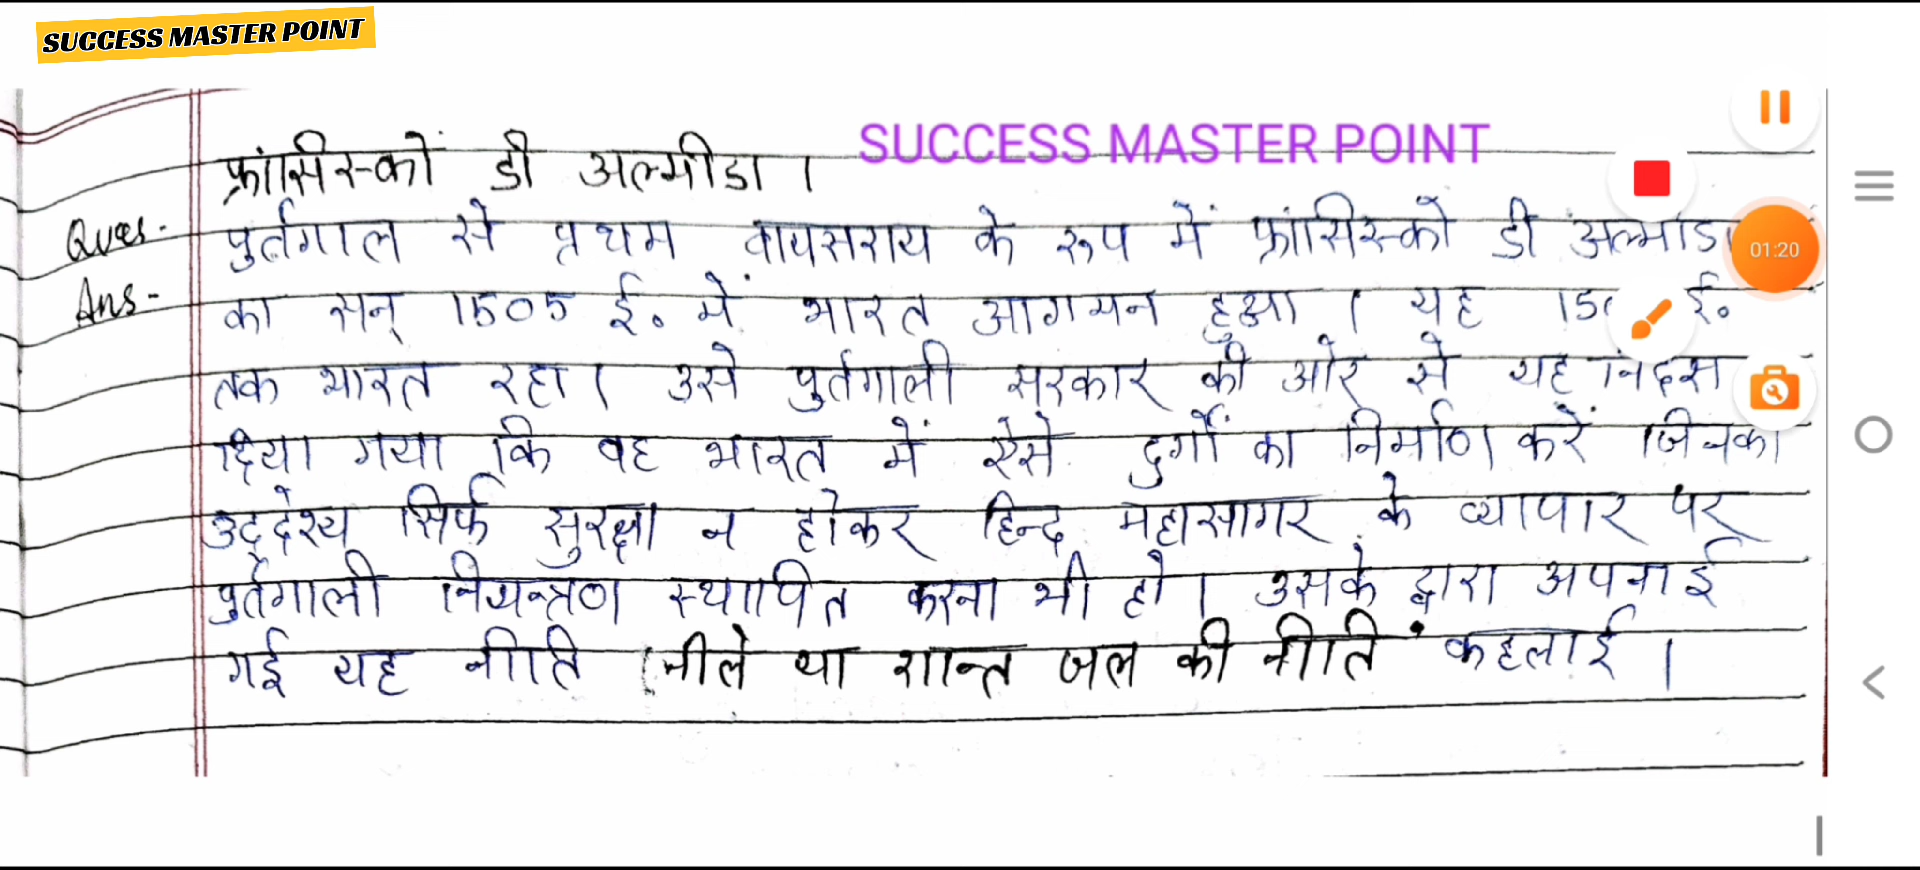 SUCCESS MASTER POINT
SUCCESS MASTER POINT
फ्रांसिस्कों डी अल्मीडा ।
Ques-
पुर्तगाल से प्रथम वायसराय के रूप में फ्रांसिस्को डी
01:20
Ans-
का सन् 1505 ई० में भारत आगमन हुआ । यह ई०
तक भारत रहा । उसे पुर्तगाली सरकार की ओर से यह
दिया गया कि वह भारत में ऐसे दुर्गों का निर्माण करें जिनका
उद्देश्य सिर्फ सुरक्षा न होकर हिन्द महासागर के व्यापार पर
पुर्तगाली नियन्त्रण स्थापित करना भी हो । उसके द्वारा अपनाई
गई यह नीति नीले या शान्त जल की नीति कहलाई ।